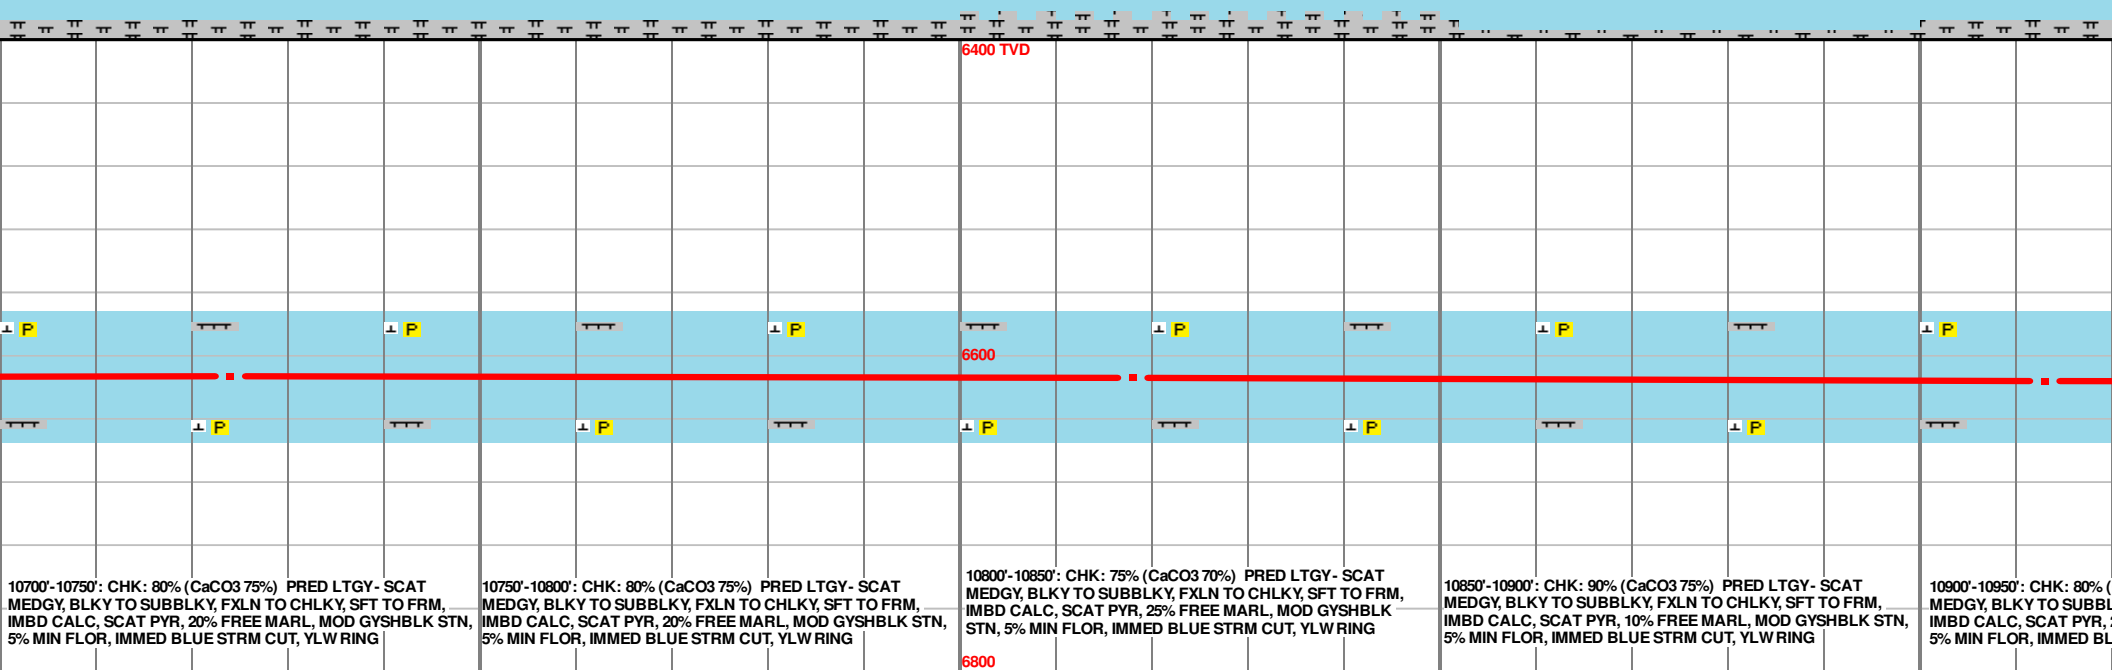 6400 TVD
P P P P P P
6600
P P P P P
10700'-10750': CHK: 80% (CaCO3 75%) PRED LTGY- SCAT
MEDGY, BLKY TO SUBBLKY, FXLN TO CHLKY, SFT TO FRM,
IMBD CALC, SCAT PYR, 20% FREE MARL, MOD GYSHBLK STN,
5% MIN FLOR, IMMED BLUE STRM CUT, YLW RING
10750'-10800': CHK: 80% (CaCO3 75%) PRED LTGY- SCAT
MEDGY, BLKY TO SUBBLKY, FXLN TO CHLKY, SFT TO FRM,
IMBD CALC, SCAT PYR, 20% FREE MARL, MOD GYSHBLK STN,
5% MIN FLOR, IMMED BLUE STRM CUT, YLW RING
10800'-10850': CHK: 75% (CaCO3 70%) PRED LTGY- SCAT
MEDGY, BLKY TO SUBBLKY, FXLN TO CHLKY, SFT TO FRM,
IMBD CALC, SCAT PYR, 25% FREE MARL, MOD GYSHBLK
STN, 5% MIN FLOR, IMMED BLUE STRM CUT, YLW RING
10850'-10900': CHK: 90% (CaCO3 75%) PRED LTGY- SCAT
MEDGY, BLKY TO SUBBLKY, FXLN TO CHLKY, SFT TO FRM,
IMBD CALC, SCAT PYR, 10% FREE MARL, MOD GYSHBLK STN,
5% MIN FLOR, IMMED BLUE STRM CUT, YLW RING
10900'-10950': CHK: 80% (
MEDGY, BLKY TO SUBBL
IMBD CALC, SCAT PYR,
5% MIN FLOR, IMMED BL
6800